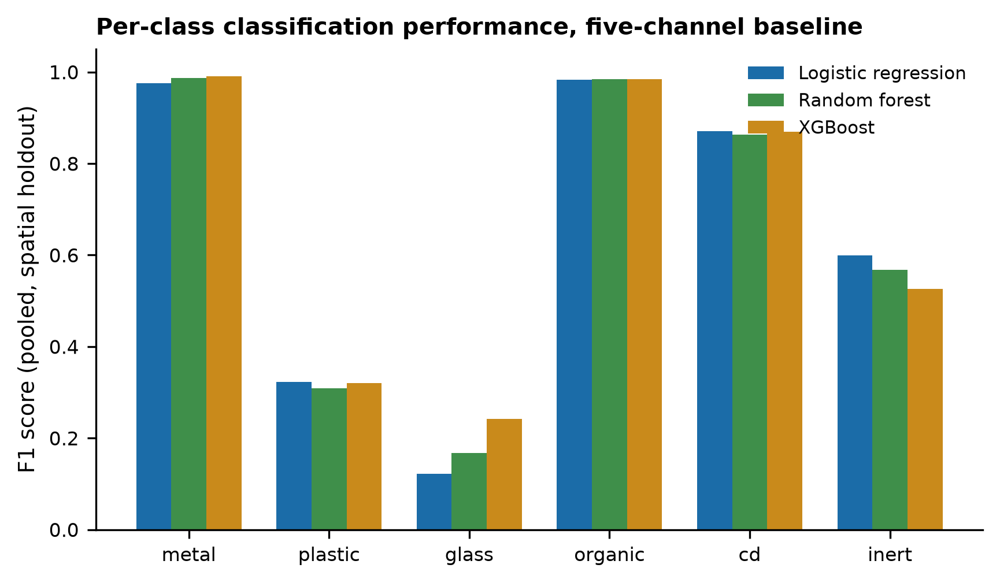 Per-class classification performance, five-channel baseline
F1 score (pooled, spatial holdout)
1.0
0.8
0.6
0.4
0.2
0.0
Logistic regression
Random forest
XGBoost
metal plastic glass organic cd inert